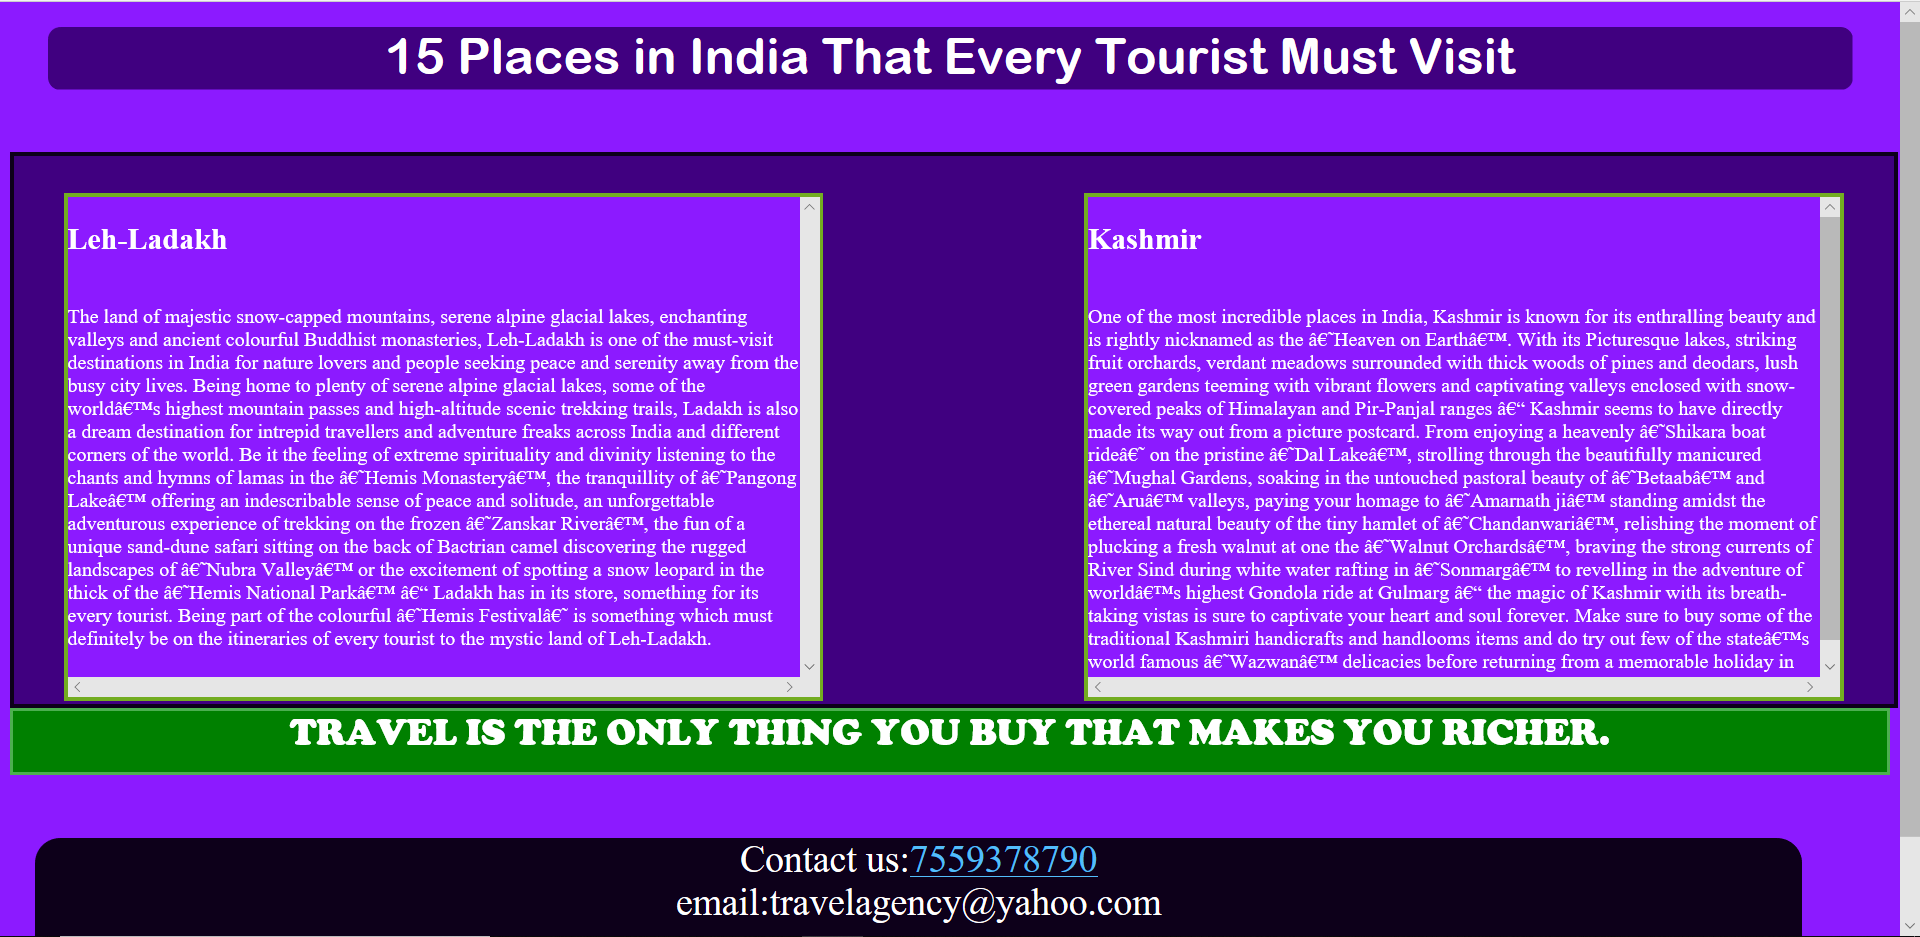 15 Places in India That Every Tourist Must Visit
Leh-Ladakh
The land of majestic snow-capped mountains, serene alpine glacial lakes, enchanting
valleys and ancient colourful Buddhist monasteries, Leh-Ladakh is one of the must-visit
destinations in India for nature lovers and people seeking peace and serenity away from the
busy city lives. Being home to plenty of serene alpine glacial lakes, some of the
worldâ€™s highest mountain passes and high-altitude scenic trekking trails, Ladakh is also
a dream destination for intrepid travellers and adventure freaks across India and different
corners of the world. Be it the feeling of extreme spirituality and divinity listening to the
chants and hymns of lamas in the â€˜Hemis Monasteryâ€™, the tranquillity of â€˜Pangong
Lakeâ€™ offering an indescribable sense of peace and solitude, an unforgettable
adventurous experience of trekking on the frozen â€˜Zanskar Riverâ€™, the fun of a
unique sand-dune safari sitting on the back of Bactrian camel discovering the rugged
landscapes of â€˜Nubra Valleyâ€™ or the excitement of spotting a snow leopard in the
thick of the â€˜Hemis National Parkâ€™ â€“ Ladakh has in its store, something for its
every tourist. Being part of the colourful â€˜Hemis Festivalâ€˜ is something which must
definitely be on the itineraries of every tourist to the mystic land of Leh-Ladakh.
Kashmir
One of the most incredible places in India, Kashmir is known for its enthralling beauty and
is rightly nicknamed as the â€˜Heaven on Earthâ€™. With its Picturesque lakes, striking
fruit orchards, verdant meadows surrounded with thick woods of pines and deodars, lush
green gardens teeming with vibrant flowers and captivating valleys enclosed with snow-
covered peaks of Himalayan and Pir-Panjal ranges â€“ Kashmir seems to have directly
made its way out from a picture postcard. From enjoying a heavenly â€˜Shikara boat
rideâ€˜ on the pristine â€˜Dal Lakeâ€™, strolling through the beautifully manicured
â€˜Mughal Gardens, soaking in the untouched pastoral beauty of â€˜Betaabâ€™ and
â€˜Aruâ€™ valleys, paying your homage to â€˜Amarnath jiâ€™ standing amidst the
ethereal natural beauty of the tiny hamlet of â€˜Chandanwariâ€™, relishing the moment of
plucking a fresh walnut at one the â€˜Walnut Orchardsâ€™, braving the strong currents of
River Sind during white water rafting in â€˜Sonmargâ€™ to revelling in the adventure of
worldâ€™s highest Gondola ride at Gulmarg â€“ the magic of Kashmir with its breath-
taking vistas is sure to captivate your heart and soul forever. Make sure to buy some of the
traditional Kashmiri handicrafts and handlooms items and do try out few of the stateâ€™s
world famous â€˜Wazwanâ€™ delicacies before returning from a memorable holiday in
TRAVEL IS THE ONLY THING YOU BUY THAT MAKES YOU RICHER.
Contact us:7559378790
email:travelagency@yahoo.com